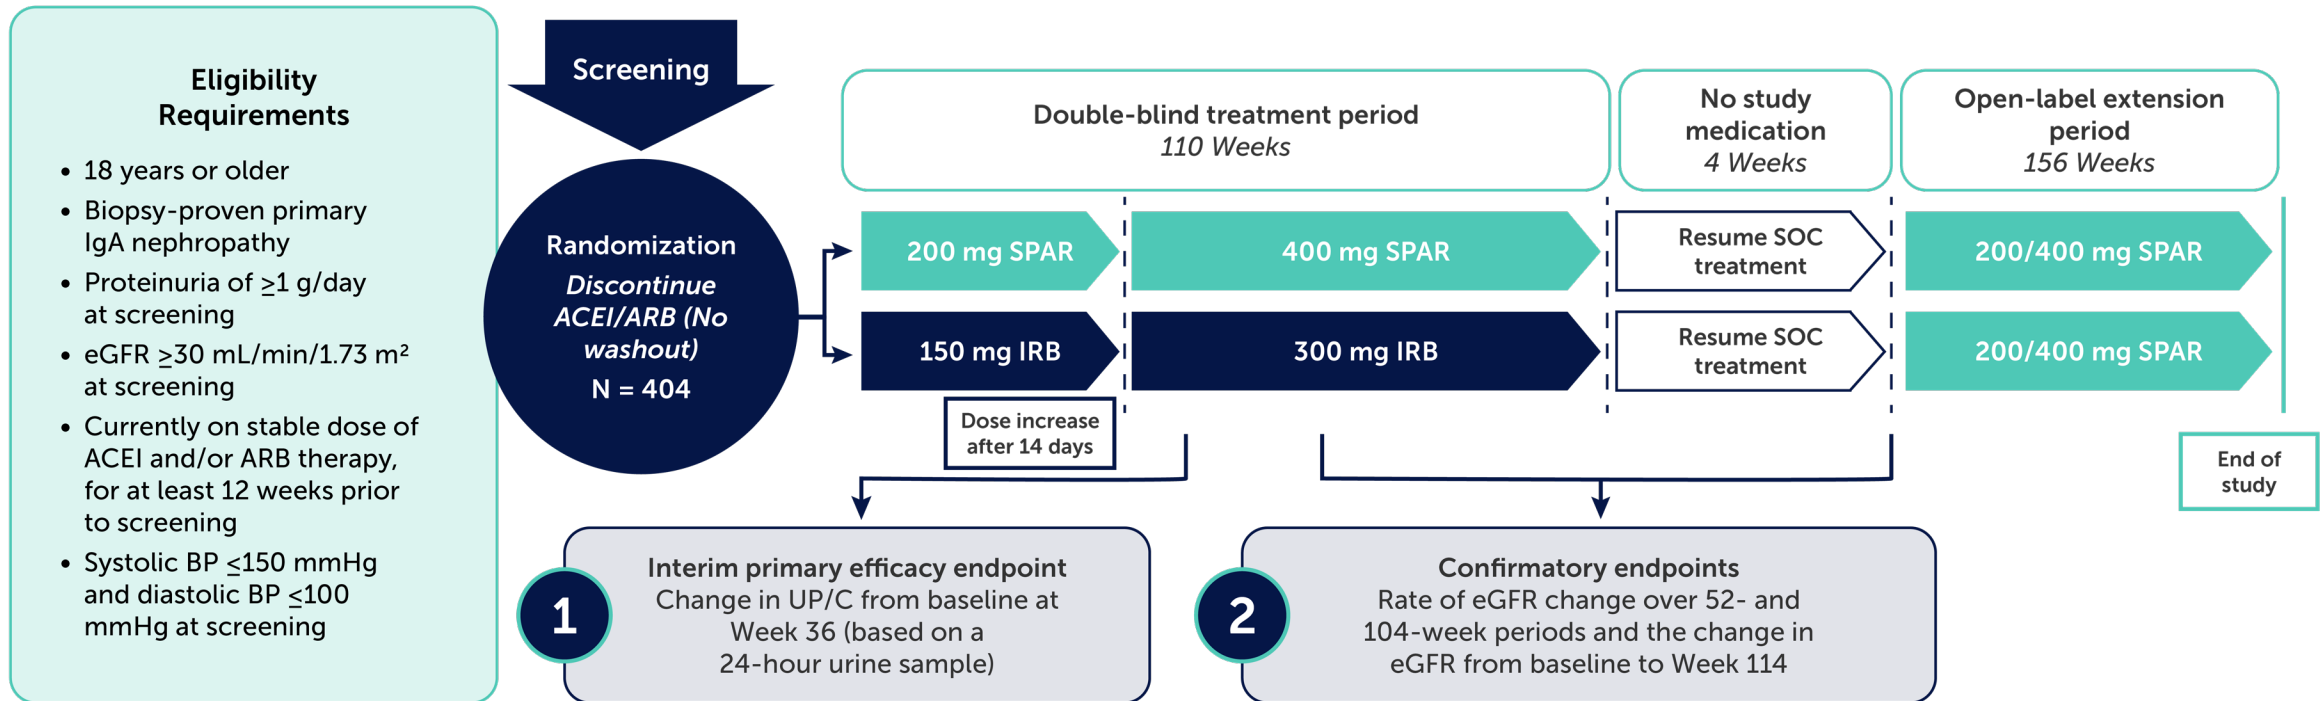 Eligibility
Requirements
• 18 years or older
• Biopsy-proven primary
IgA nephropathy
• Proteinuria of ≥1 g/day
at screening
• eGFR ≥30 mL/min/1.73 m²
at screening
• Currently on stable dose of
ACEI and/or ARB therapy,
for at least 12 weeks prior
to screening
• Systolic BP ≤150 mmHg
and diastolic BP ≤100
mmHg at screening
Screening
Randomization
Discontinue
ACEI/ARB (No
washout)
N = 404
Double-blind treatment period
110 Weeks
No study
medication
4 Weeks
Open-label extension
period
156 Weeks
200 mg SPAR
400 mg SPAR
Resume SOC
treatment
200/400 mg SPAR
150 mg IRB
300 mg IRB
Resume SOC
treatment
200/400 mg SPAR
Dose increase
after 14 days
End of
study
1
Interim primary efficacy endpoint
Change in UP/C from baseline at
Week 36 (based on a
24-hour urine sample)
2
Confirmatory endpoints
Rate of eGFR change over 52- and
104-week periods and the change in
eGFR from baseline to Week 114